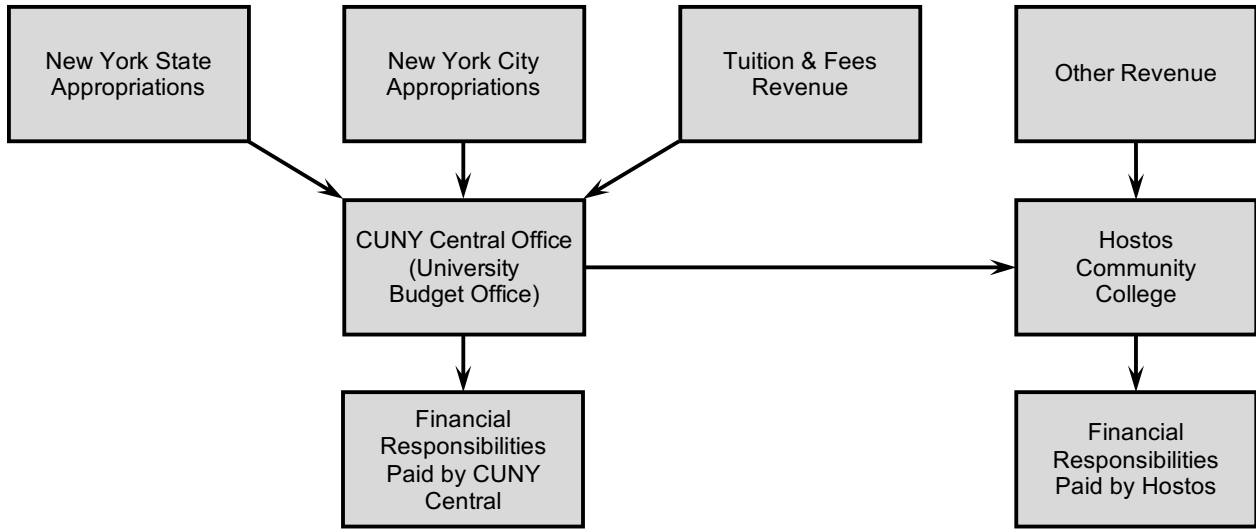 New York State
Appropriations
New York City
Appropriations
Tuition & Fees
Revenue
Other Revenue
CUNY Central Office
(University
Budget Office)
Hostos
Community
College
Financial
Responsibilities
Paid by CUNY
Central
Financial
Responsibilities
Paid by Hostos